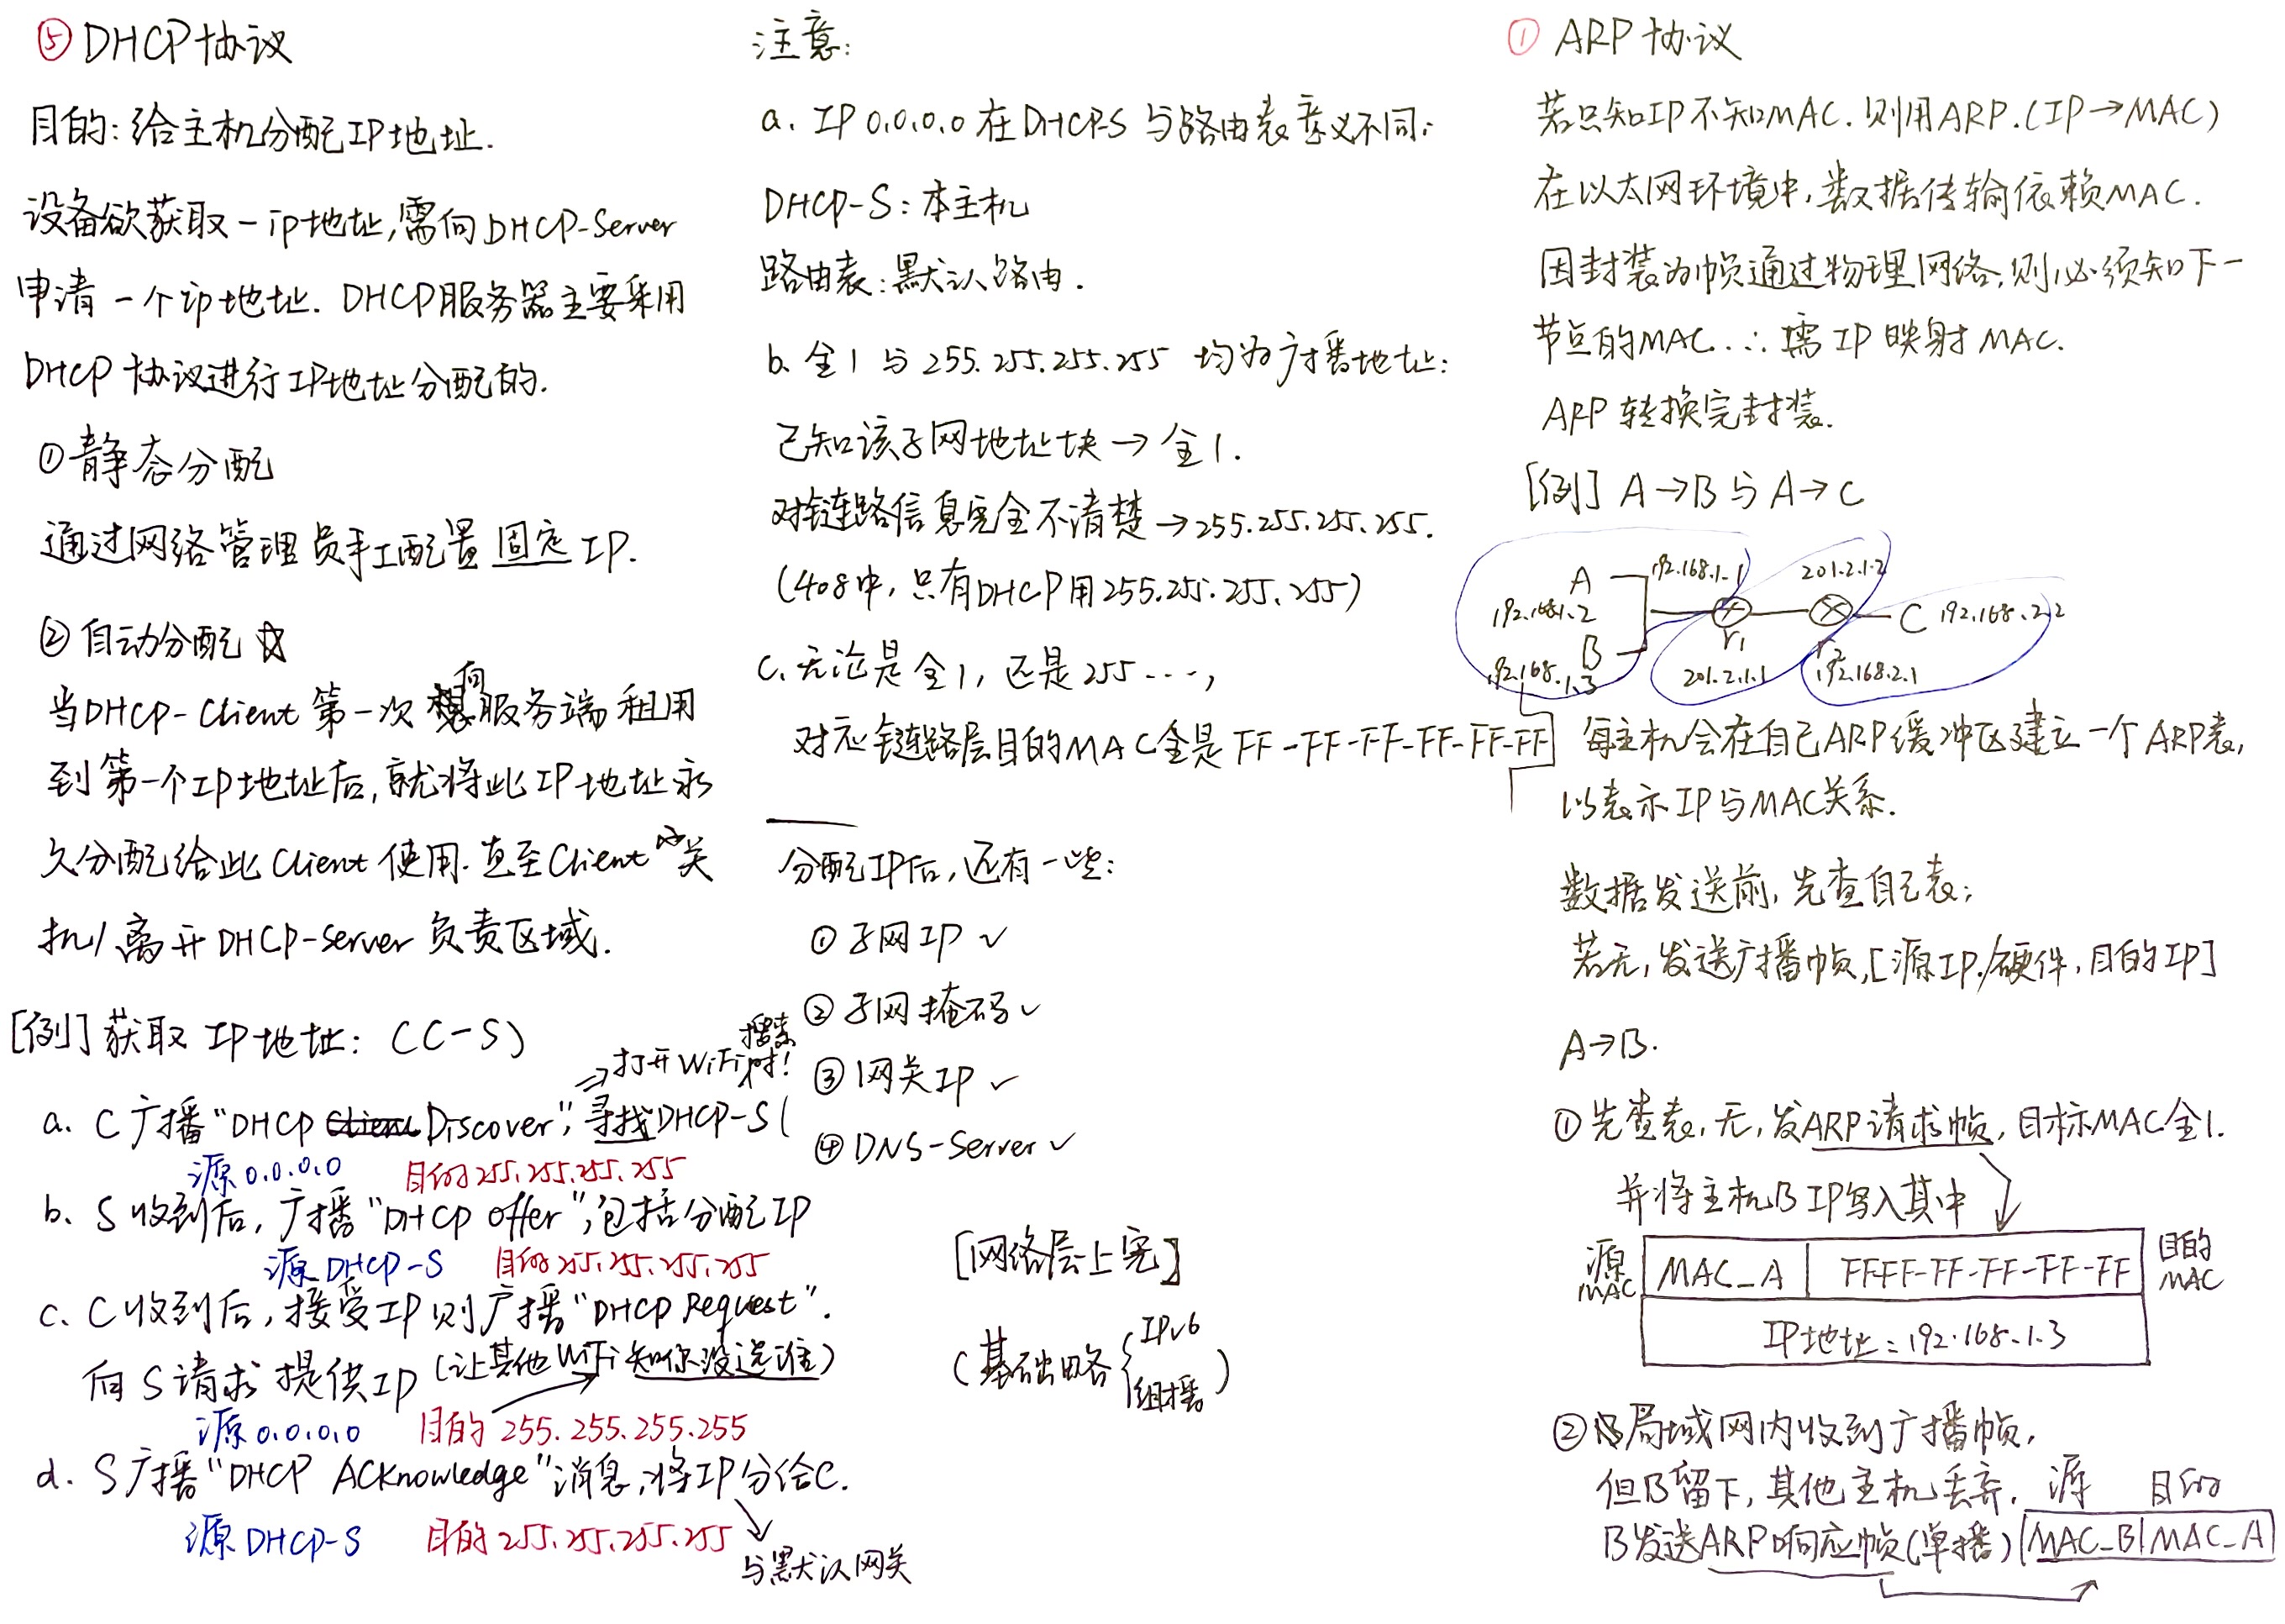 ⑤ DHCP协议
目的: 给主机分配IP地址.
设备欲获取一ip地址,需向DHCP-Server
申请一个ip地址. DHCP服务器主要采用
DHCP协议进行IP地址分配的.
①静态分配
通过网络管理员手工配置固定IP.
②自动分配 ☆
当DHCP-Client第一次向服务端租用
到第一个IP地址后,就将此IP地址永
久分配给此Client使用.直至Client关
机/离开DHCP-Server负责区域.
[例]获取IP地址: (C-S)
⇒打开WiFi搜索时!
a. C广播“DHCP Discover”, 寻找DHCP-S(
源0.0.0.0 目的255.255.255.255
b、S收到后, 广播“DHCP offer”,包括分配IP
源DHCP-S 目的255.255.255.255
c、C收到后, 接受IP则广播“DHCP Request”.
向S请求提供IP (让其他WiFi知你没选谁)
源0.0.0.0 目的255.255.255.255
d、S广播“DHCP ACKnowledge”消息,将IP分给C.
源DHCP-S 目的255.255.255.255
与默认网关
注意:
a. IP 0.0.0.0在DHCP-S与路由表意义不同:
DHCP-S: 本主机
路由表: 默认路由.
b. 全1与255.255.255.255 均为广播地址:
已知该子网地址块→全1.
对链路信息完全不清楚→255.255.255.255.
(408中, 只有DHCP用255.255.255.255)
c. 无论是全1, 还是255...,
对应链路层目的MAC全是FF-FF-FF-FF-FF-FF
分配IP后, 还有一些:
①子网IP ✓
②子网掩码✓
③网关IP ✓
④DNS-Server✓
[网络层上完]
(基础略{IPv6
组播)
① ARP协议
若只知IP不知MAC. 则用ARP.(IP→MAC)
在以太网环境中,数据传输依赖MAC.
因封装为帧通过物理网络,则必须知下一
节点的MAC. ∴需IP映射MAC.
ARP转换完封装.
[例] A→B与A→C
A
192.168.1.2
B
192.168.1.3
192.168.1.1
r1
201.2.1.1
201.2.1.2
r2
192.168.2.1
C 192.168.2.2
每主机会在自己ARP缓冲区建立一个ARP表,
以表示IP与MAC关系.
数据发送前, 先查自己表;
若无, 发送广播帧,[源IP/硬件, 目的IP]
A→B.
①先查表,无,发ARP请求帧,目标MAC全1.
并将主机B IP写入其中
源MAC MAC_A FFFF-FF-FF-FF-FF 目的MAC
IP地址=192.168.1.3
②局域网内收到广播帧,
但B留下,其他主机丢弃. 源 目的
B发送ARP响应帧(单播) MAC_B MAC_A